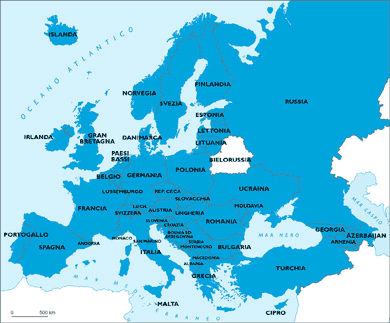 ISLANDA
OCEANO ATLANTICO
NORVEGIA
SVEZIA
FINLANDIA
RUSSIA
ESTONIA
LETTONIA
LITUANIA
IRLANDA
GRAN
BRETAGNA
DANIMARCA
PAESI
BASSI
BIELORUSSIA
POLONIA
GERMANIA
BELGIO
LUSSEMBURGO
REP. CECA
UCRAINA
SLOVACCHIA
FRANCIA
LIECH.
SVIZZERA
AUSTRIA
UNGHERIA
MOLDAVIA
SLOVENIA
CROAZIA
ROMANIA
BOSNIA ED
ERZEGOVINA
SERBIA
MONTENEGRO
PORTOGALLO
SPAGNA
ANDORRA
MONACO
SAN MARINO
ITALIA
BULGARIA
MACEDONIA
ALBANIA
GRECIA
MAR NERO
GEORGIA
ARMENIA
AZERBAIJAN
MAR CASPIO
TURCHIA
MAR MEDITERRANEO
MALTA
CIPRO
0 500 km